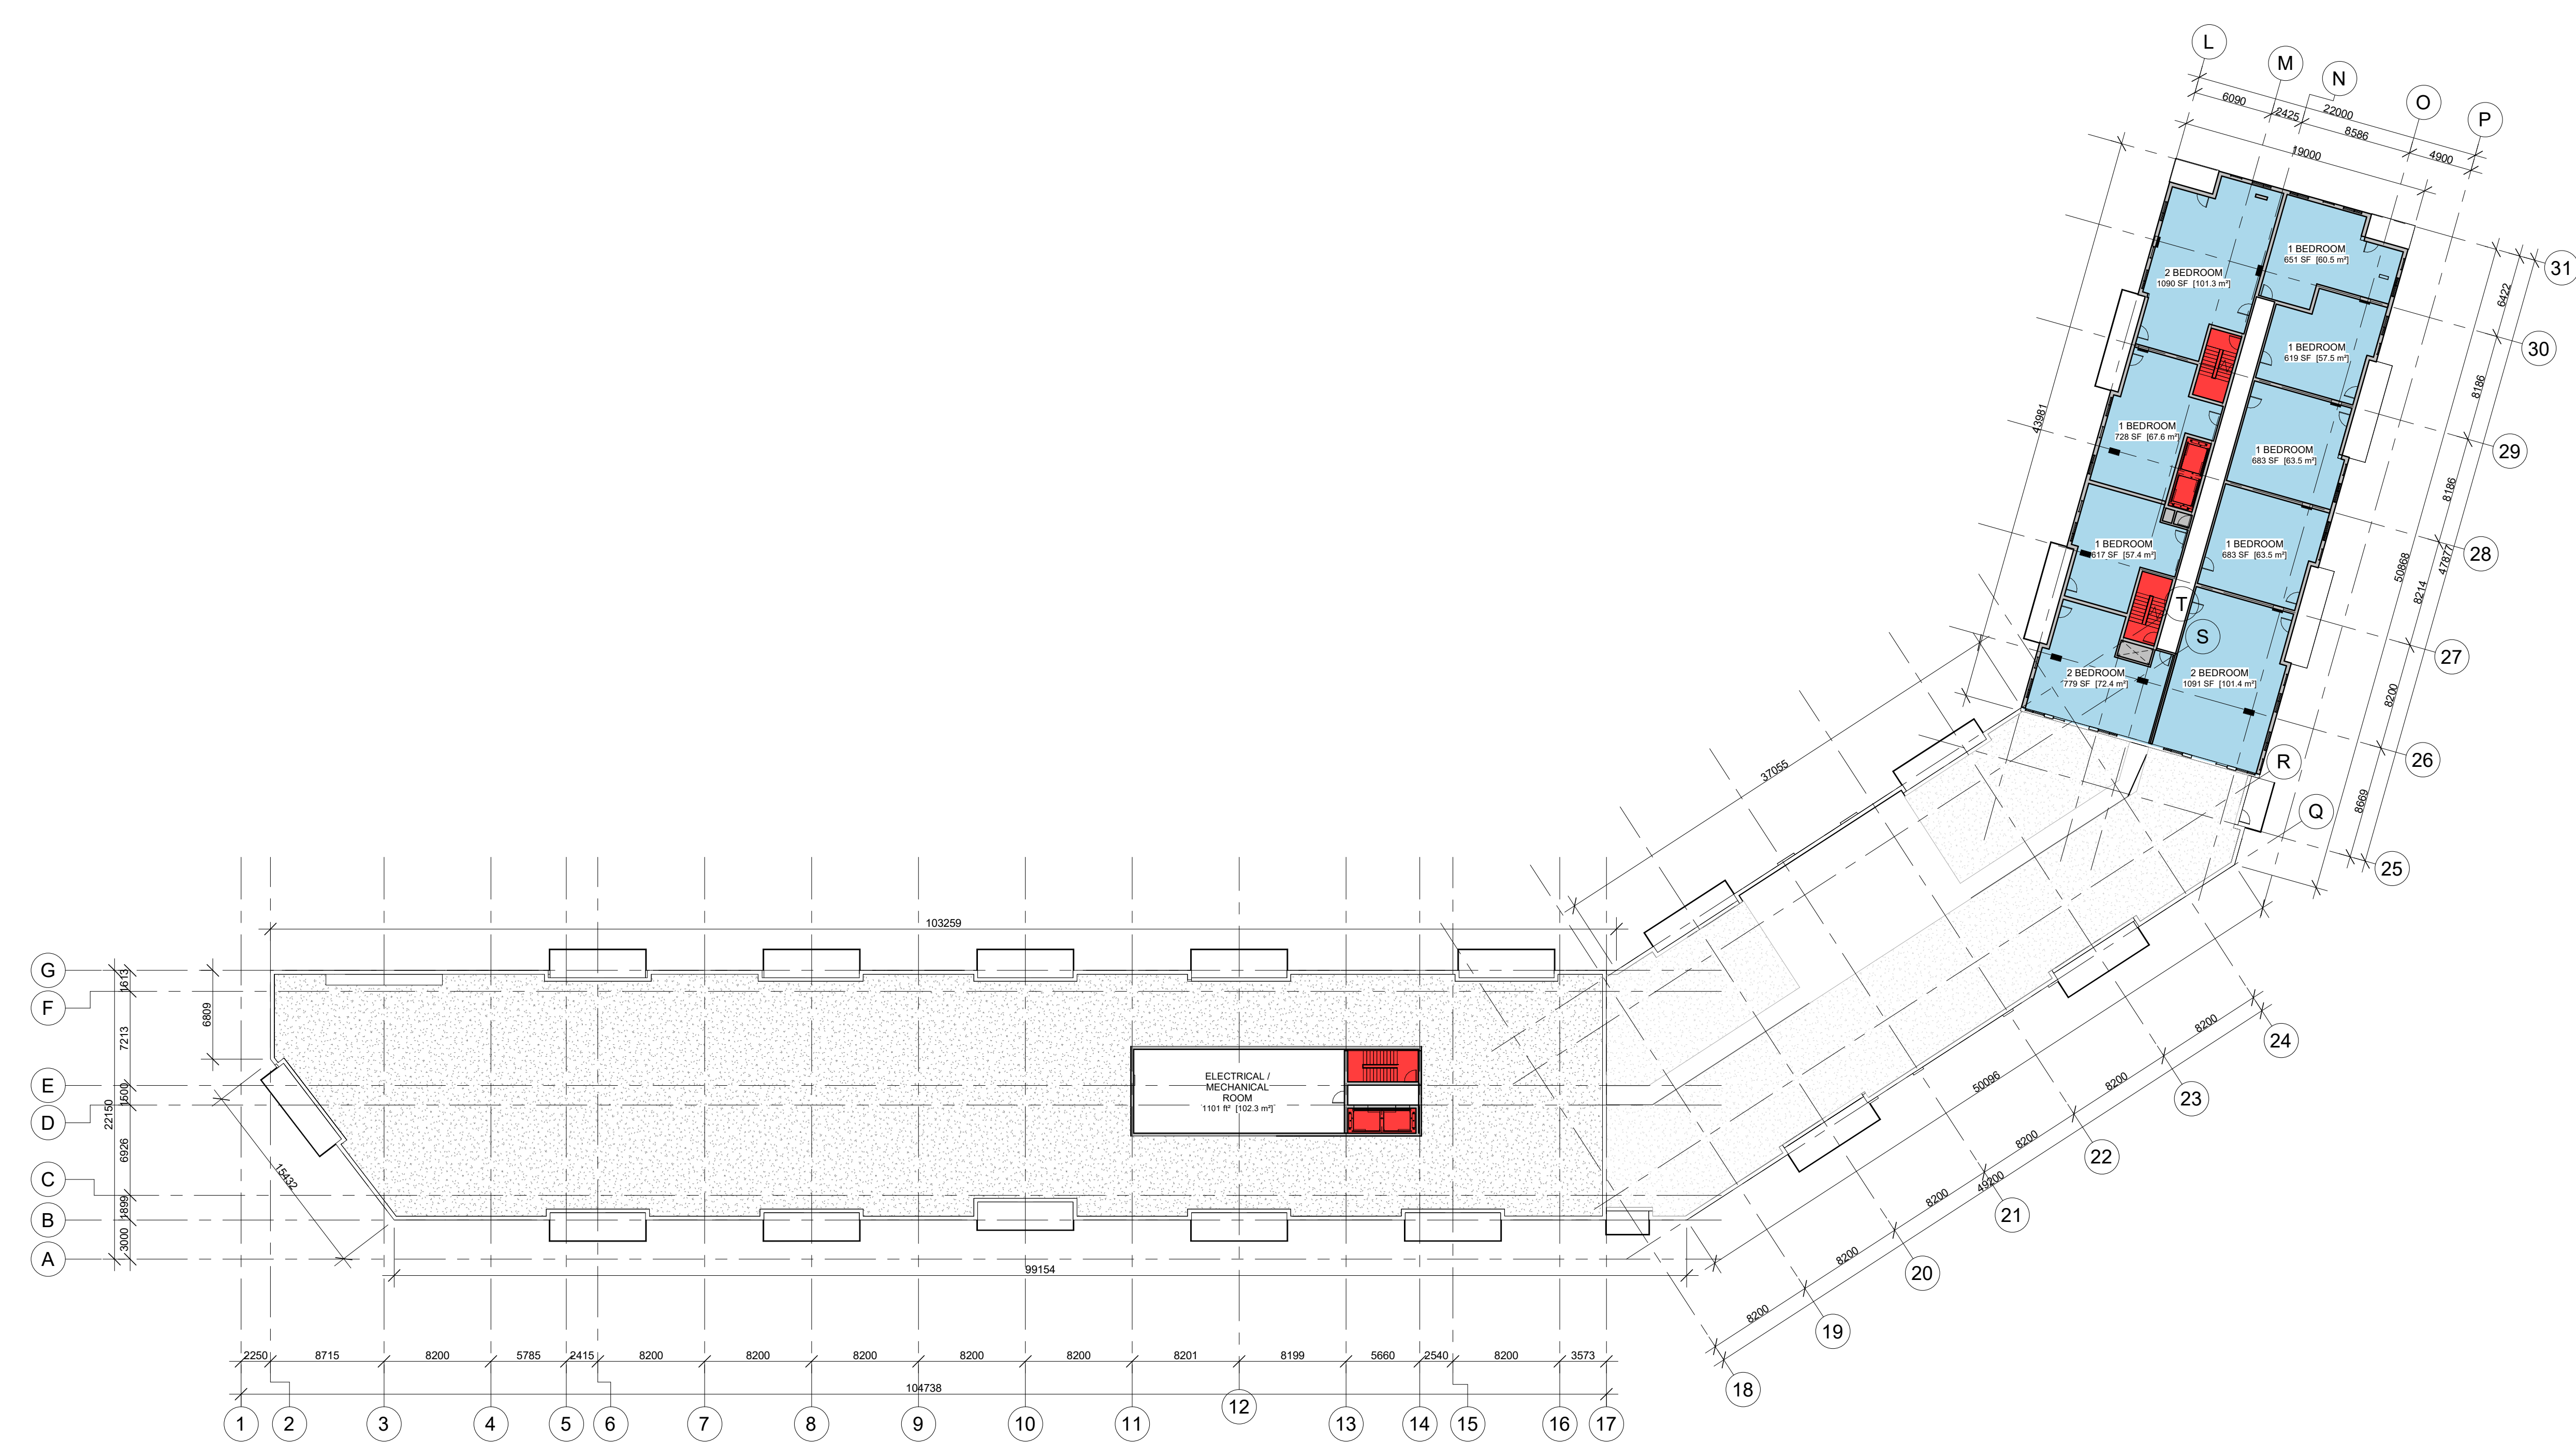 L
M
N
O
P
6090
2425
22000
8586
4900
19000
31
30
29
28
27
26
25
6422
8186
8186
8214
8200
8669
50868
47877
43981
1 BEDROOM
651 SF [60.5 m²]
2 BEDROOM
1090 SF [101.3 m²]
1 BEDROOM
619 SF [57.5 m²]
1 BEDROOM
728 SF [67.6 m²]
1 BEDROOM
683 SF [63.5 m²]
1 BEDROOM
617 SF [57.4 m²]
1 BEDROOM
683 SF [63.5 m²]
T
S
2 BEDROOM
779 SF [72.4 m²]
2 BEDROOM
1091 SF [101.4 m²]
R
Q
37055
50096
49200
8200
8200
8200
8200
8200
8200
24
23
22
21
20
19
18
103259
G
F
E
D
C
B
A
1613
7213
1500
6926
1899
3000
22150
6809
15432
ELECTRICAL /
MECHANICAL
ROOM
1101 ft² [102.3 m²]
99154
2250
8715
8200
5785
2415
8200
8200
8200
8200
8200
8201
8199
5660
2540
8200
3573
104738
1
2
3
4
5
6
7
8
9
10
11
12
13
14
15
16
17